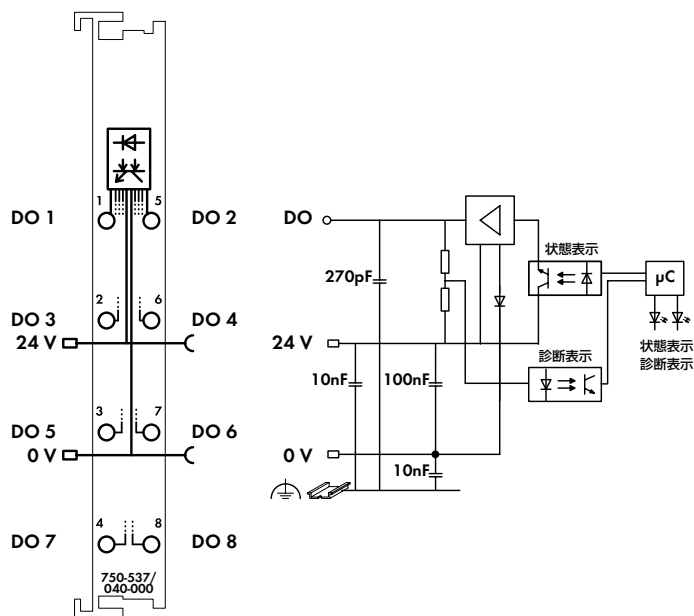 1
5
DO 1
DO 2
2
6
DO 3
DO 4
24 V
3
7
DO 5
DO 6
0 V
4
8
DO 7
DO 8
750-537/
040-000
DO
状態表示
270pF
µC
24 V
状態表示
診断表示
診断表示
10nF
100nF
0 V
10nF